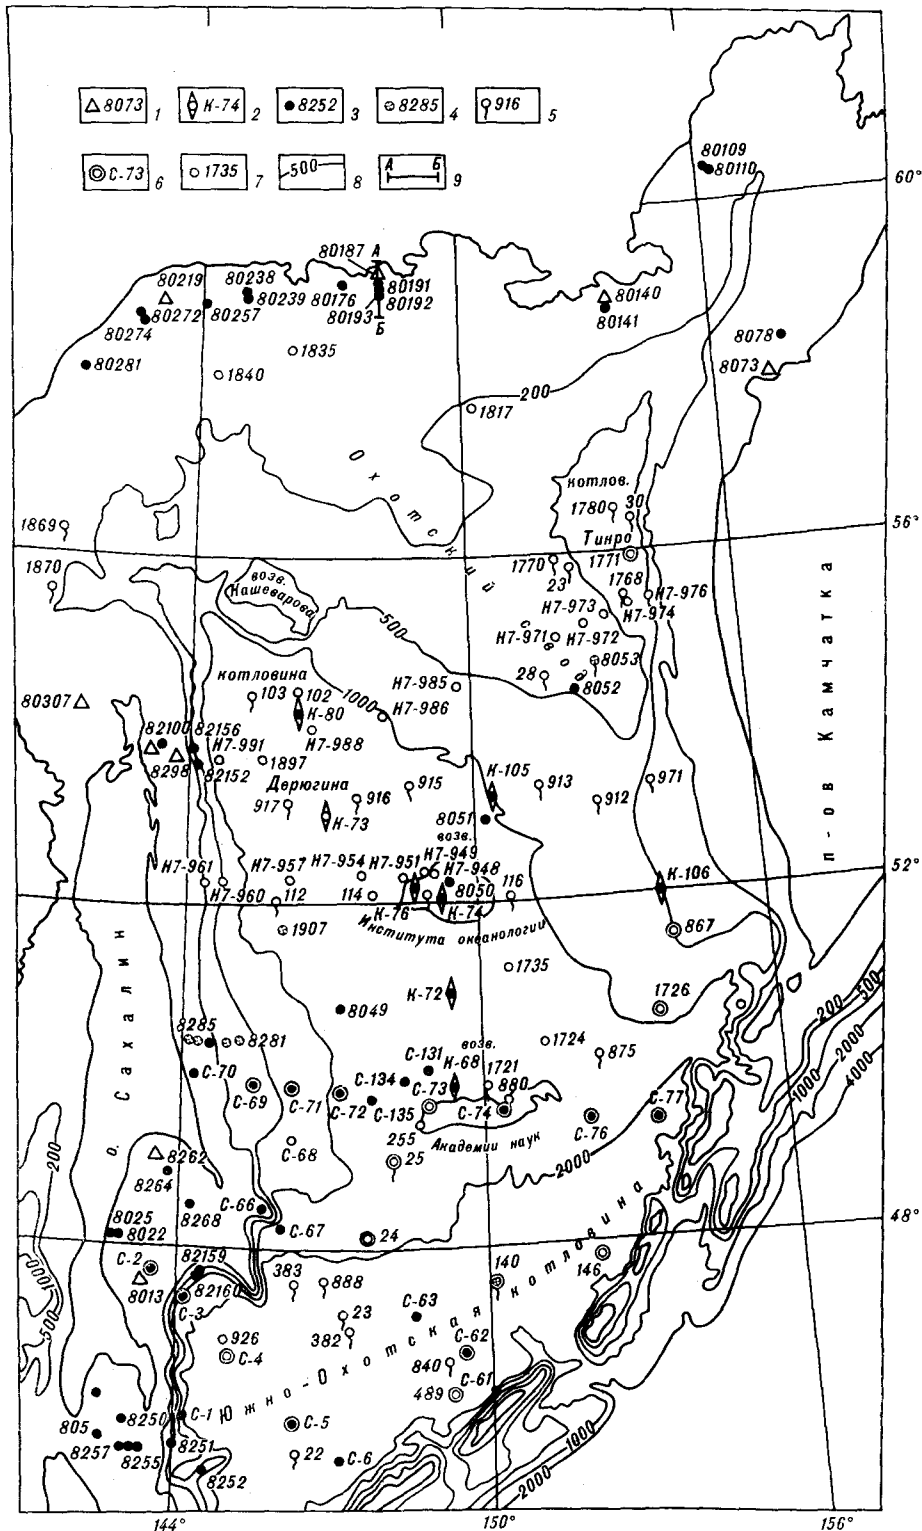 8073 1
К-74 2
8252 3
8285 4
916 5
С-73 6
1735 7
500 8
А Б 9
80109
80110
60°
80187 А
80219
80238
80191
80239
80176
80192
80272
80257
80193
Б
80274
80140
80141
80281
1835
1840
8078
8073
200
1817
Охотский
котлов.
1780
30
Тинро
1771
56°
1869
1870
1770
23
1768
Н7-976
Н7-974
Н7-973
возв.
Кашеварова
500
Н7-971
Н7-972
8053
28
8052
котловина
1000
Н7-985
103
102
К-80
Н7-986
Н7-988
80307
82100
82156
Н7-991
8298
82152
1897
Дерюгина
917
916
915
К-73
К-105
913
912
971
8051
возв.
Н7-961
Н7-957
Н7-954
Н7-951
Н7-949
Н7-948
Н7-960
112
114
8050
116
К-76
К-74
К-106
52°
867
1907
Института океанологии
1735
К-72
1726
8049
8285
8281
С-70
возв.
С-131
К-68
1724
875
С-134
С-73
1721
880
С-69
С-71
С-72
С-135
С-74
С-76
С-77
255
Академии наук
С-68
25
2000
8262
8264
8268
С-66
С-67
8025
8022
24
48°
С-2
82159
8013
82160
С-3
383
888
140
146
23
382
С-63
926
С-4
С-62
840
С-61
489
Южно-Охотская котловина
805
8250
С-1
8257
8255
8251
8252
С-5
22
С-6
о. Сахалин
п-ов Камчатка
200
1000
500
200
500
1000
2000
2000
4000
1000
2000
144°
150°
156°